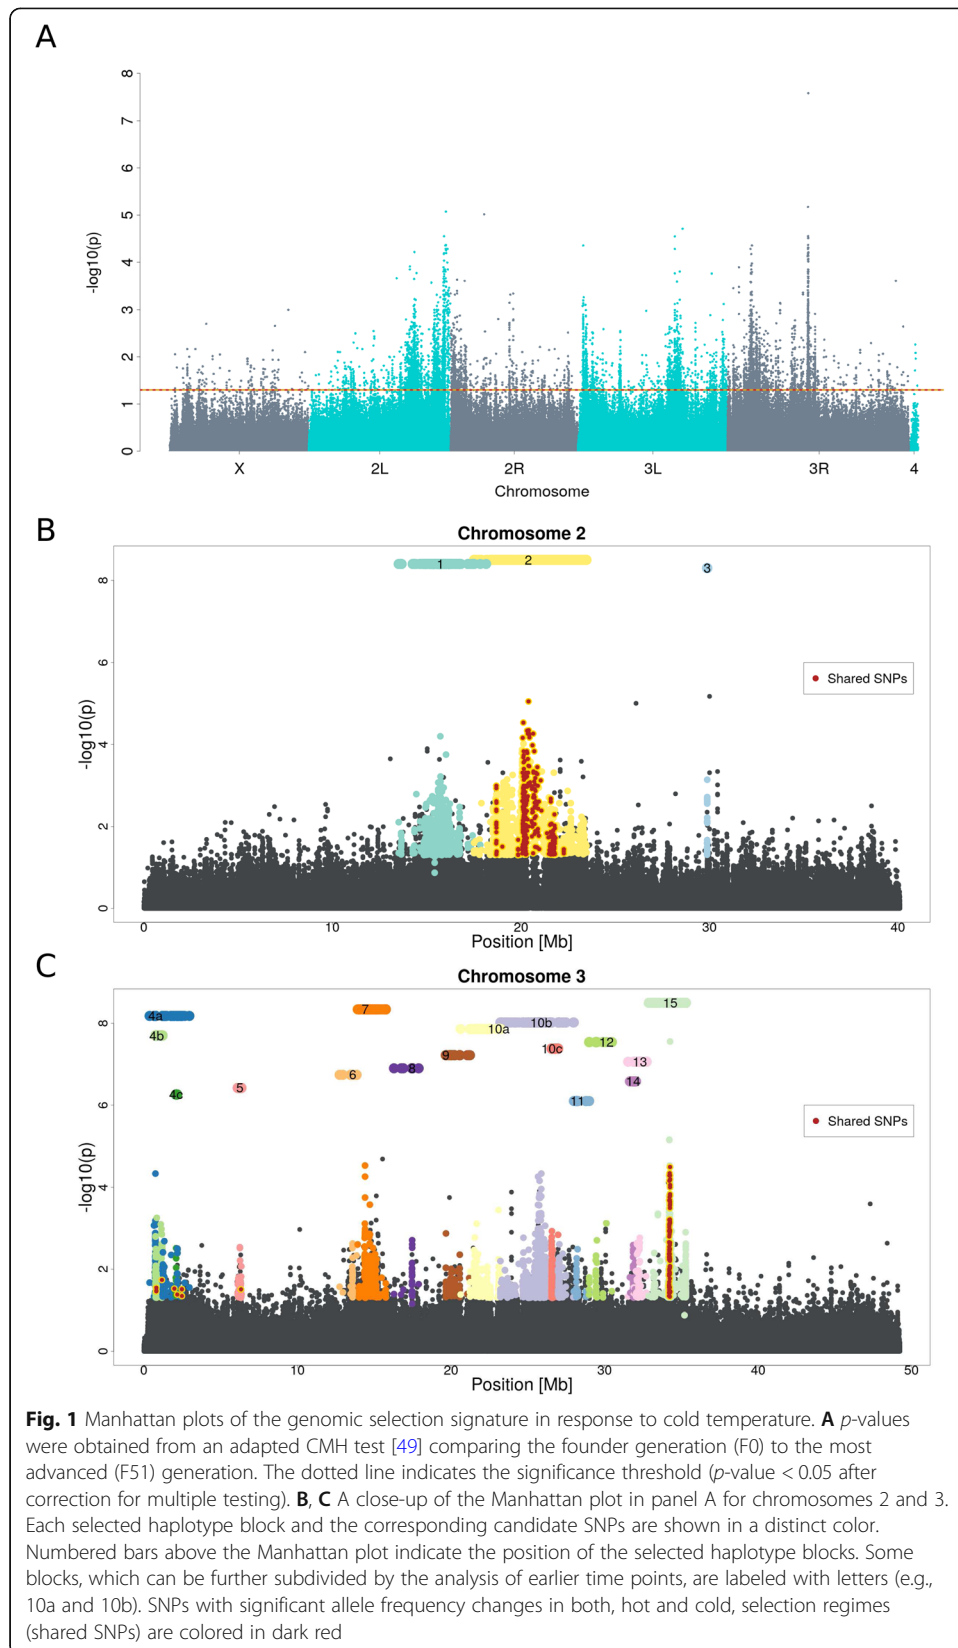 A
8
7
6
5
4
3
2
1
0
-log10(p)
X 2L 2R 3L 3R 4
Chromosome
B
Chromosome 2
1 2 3
8
6
4
2
0
-log10(p)
Shared SNPs
0 10 20 30 40
Position [Mb]
C
Chromosome 3
4a 7 15
4b 10a 10b
10c 12
9 13
6 8 14
5
4c 11
8
6
4
2
0
-log10(p)
Shared SNPs
0 10 20 30 40 50
Position [Mb]
Fig. 1 Manhattan plots of the genomic selection signature in response to cold temperature. A p-values
were obtained from an adapted CMH test [49] comparing the founder generation (F0) to the most
advanced (F51) generation. The dotted line indicates the significance threshold (p-value < 0.05 after
correction for multiple testing). B, C A close-up of the Manhattan plot in panel A for chromosomes 2 and 3.
Each selected haplotype block and the corresponding candidate SNPs are shown in a distinct color.
Numbered bars above the Manhattan plot indicate the position of the selected haplotype blocks. Some
blocks, which can be further subdivided by the analysis of earlier time points, are labeled with letters (e.g.,
10a and 10b). SNPs with significant allele frequency changes in both, hot and cold, selection regimes
(shared SNPs) are colored in dark red